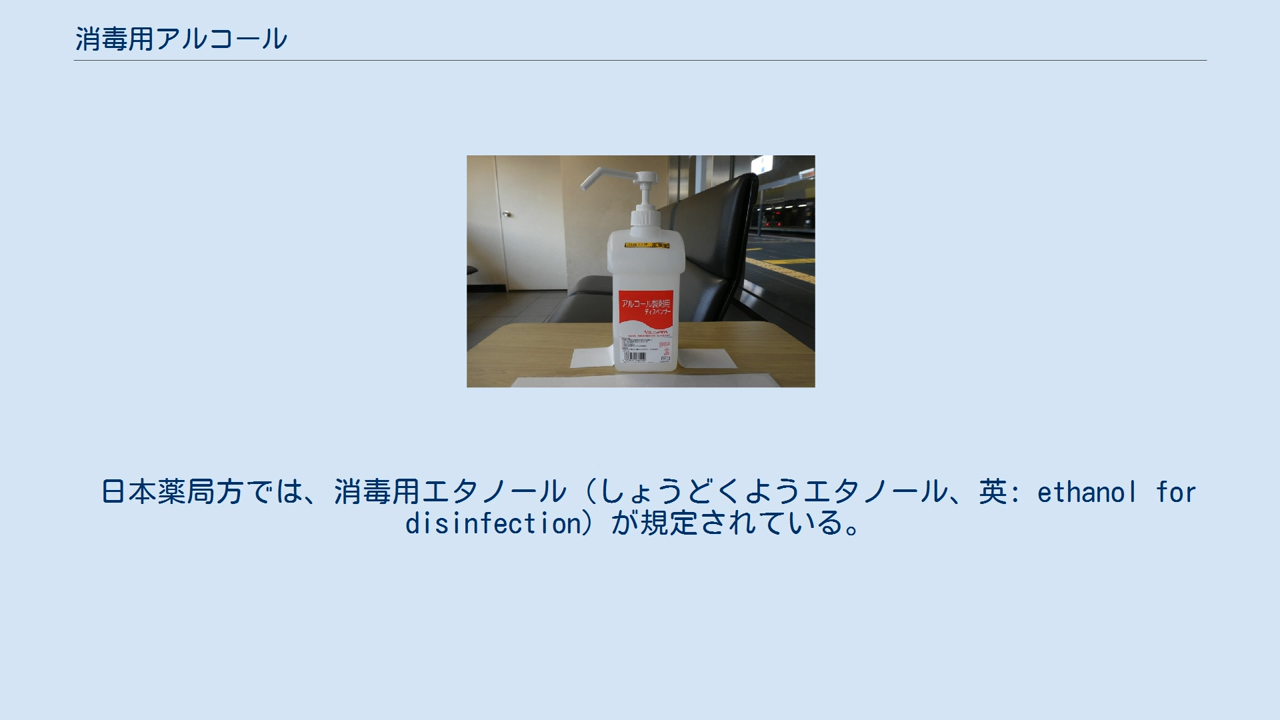 消毒用アルコール
アルコール製剤用
ディスペンサー
日本薬局方では、消毒用エタノール（しょうどくようエタノール、英: ethanol for
disinfection）が規定されている。